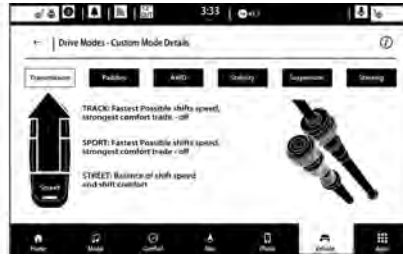 3:33
Drive Modes - Custom Mode Details
Transmission
Paddles
AWD
Stability
Suspension
Steering
TRACK: Fastest Possible shifts speed,
strongest comfort trade - off
SPORT: Fastest Possible shifts speed,
strongest comfort trade - off
STREET: Balance of shift speed
and shift comfort
Street
Home
Media
Comfort
Nav
Phone
Vehicle
Apps